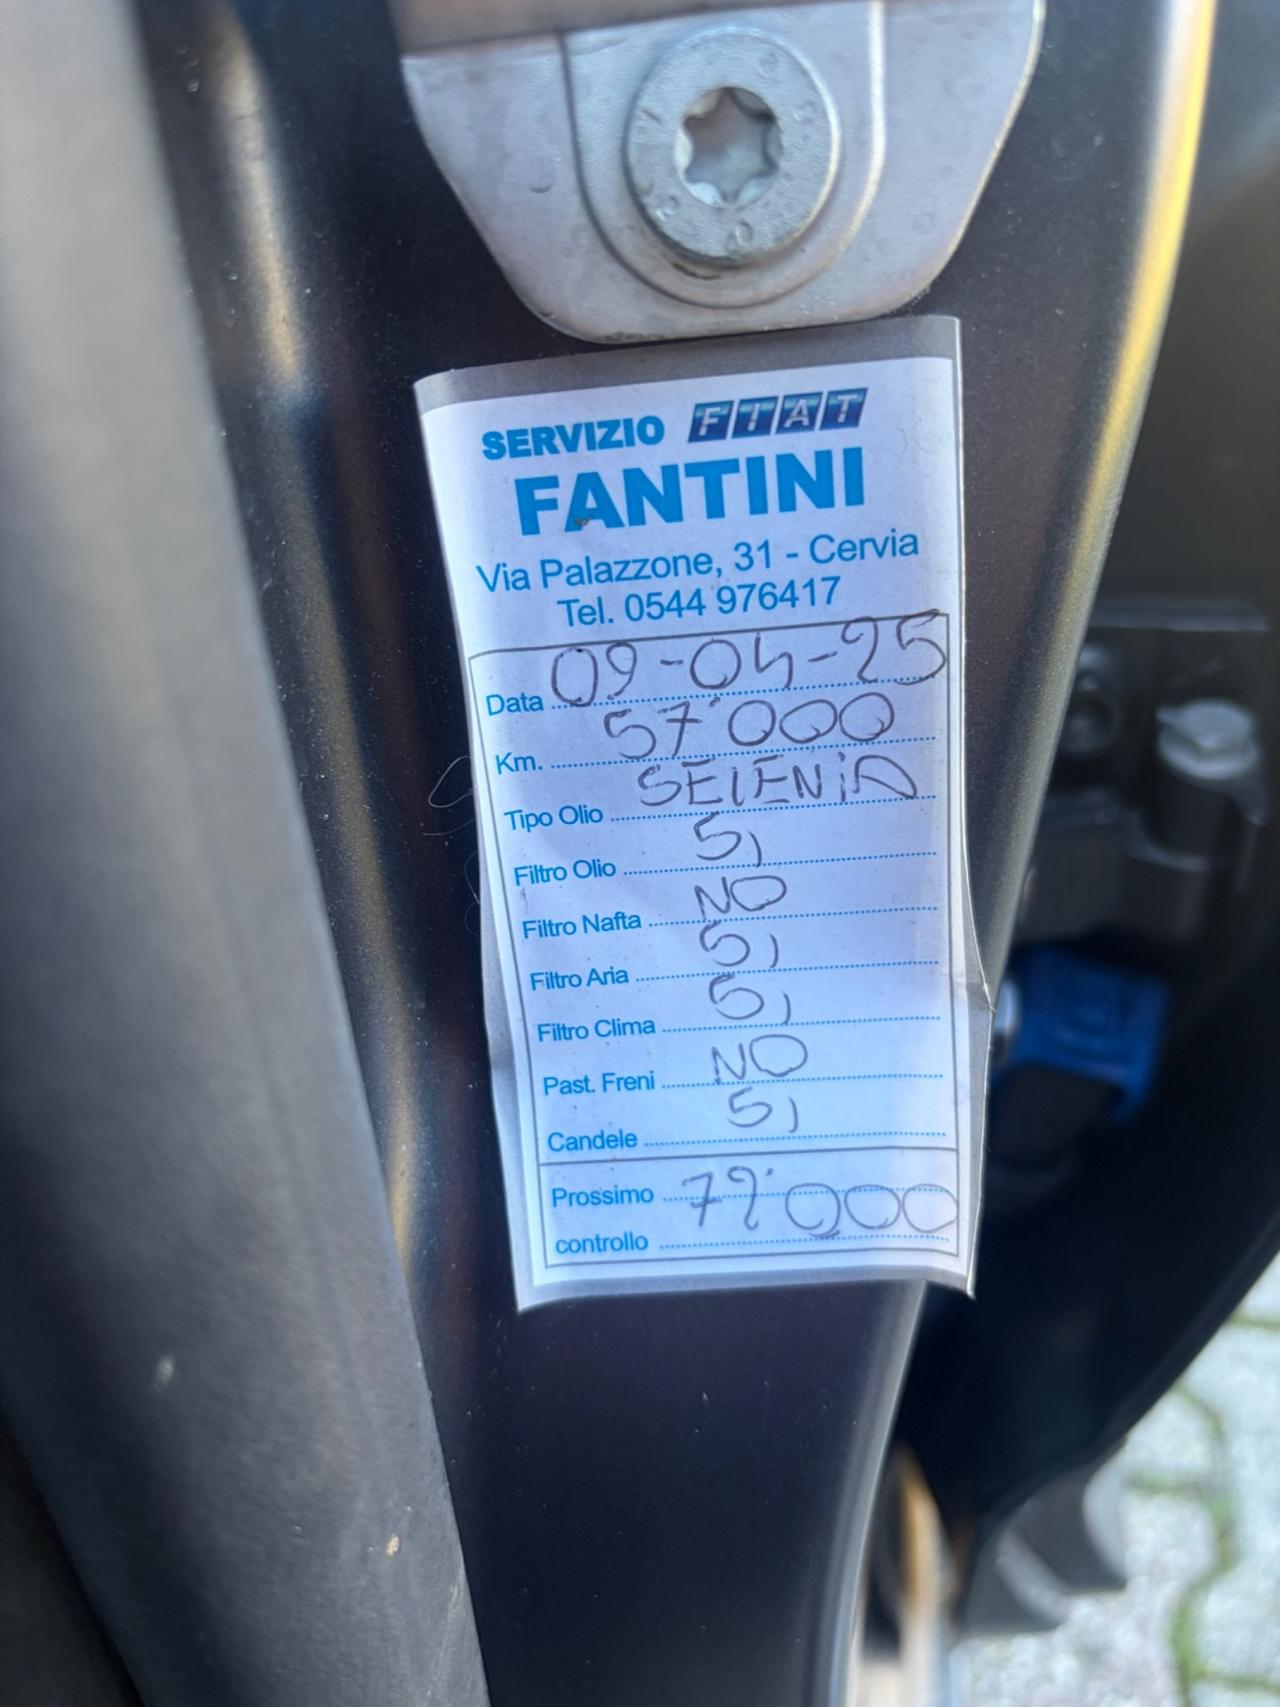 SERVIZIO FIAT
FANTINI
Via Palazzone, 31 - Cervia
Tel. 0544 976417
Data 09-04-25
Km. 57'000
Tipo Olio SELENIA
Filtro Olio Si
Filtro Nafta NO
Filtro Aria Si
Filtro Clima Si
Past. Freni NO
Candele Si
Prossimo
controllo 72'000